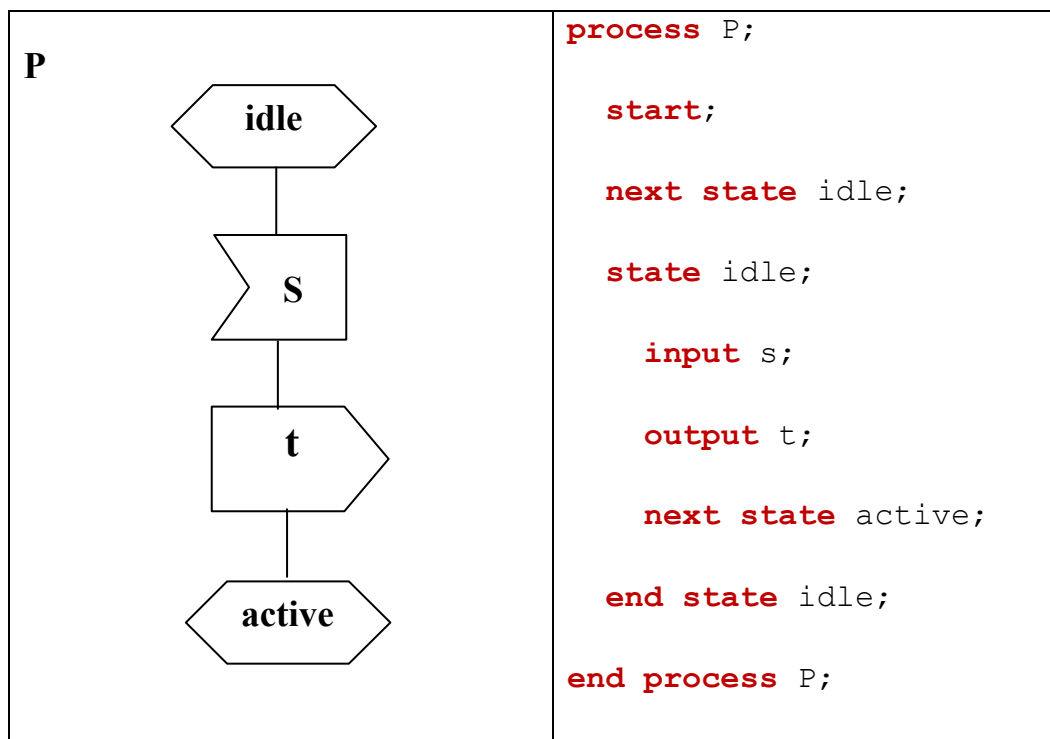 P
idle
S
t
active
process P;
start;
next state idle;
state idle;
input s;
output t;
next state active;
end state idle;
end process P;